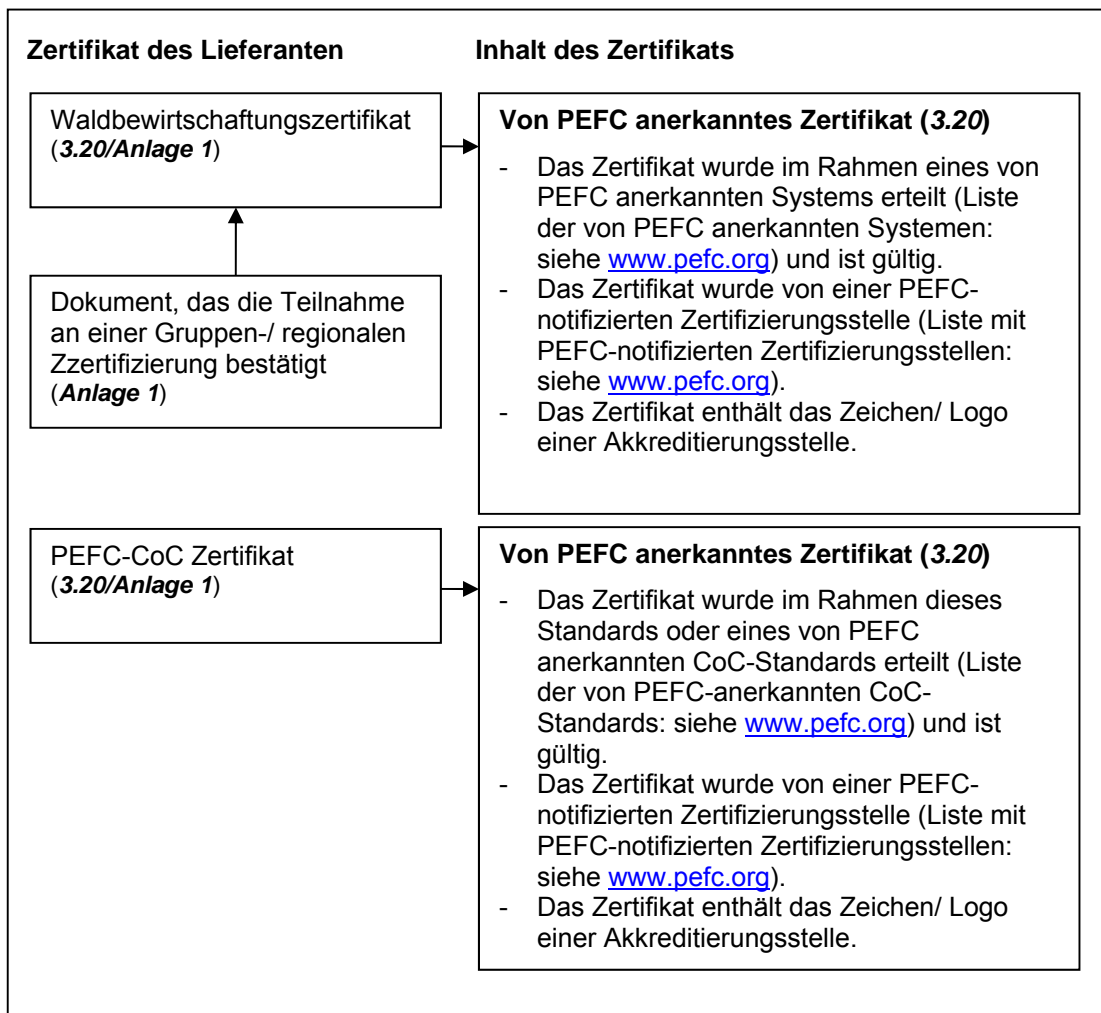 Zertifikat des Lieferanten
Inhalt des Zertifikats
Waldbewirtschaftungszertifikat
(3.20/Anlage 1)
Dokument, das die Teilnahme
an einer Gruppen-/ regionalen
Zzertifizierung bestätigt
(Anlage 1)
Von PEFC anerkanntes Zertifikat (3.20)
- Das Zertifikat wurde im Rahmen eines von
PEFC anerkannten Systems erteilt (Liste
der von PEFC anerkannten Systemen:
siehe www.pefc.org) und ist gültig.
- Das Zertifikat wurde von einer PEFC-
notifizierten Zertifizierungsstelle (Liste mit
PEFC-notifizierten Zertifizierungsstellen:
siehe www.pefc.org).
- Das Zertifikat enthält das Zeichen/ Logo
einer Akkreditierungsstelle.
PEFC-CoC Zertifikat
(3.20/Anlage 1)
Von PEFC anerkanntes Zertifikat (3.20)
- Das Zertifikat wurde im Rahmen dieses
Standards oder eines von PEFC
anerkannten CoC-Standards erteilt (Liste
der von PEFC-anerkannten CoC-
Standards: siehe www.pefc.org) und ist
gültig.
- Das Zertifikat wurde von einer PEFC-
notifizierten Zertifizierungsstelle (Liste mit
PEFC-notifizierten Zertifizierungsstellen:
siehe www.pefc.org).
- Das Zertifikat enthält das Zeichen/ Logo
einer Akkreditierungsstelle.